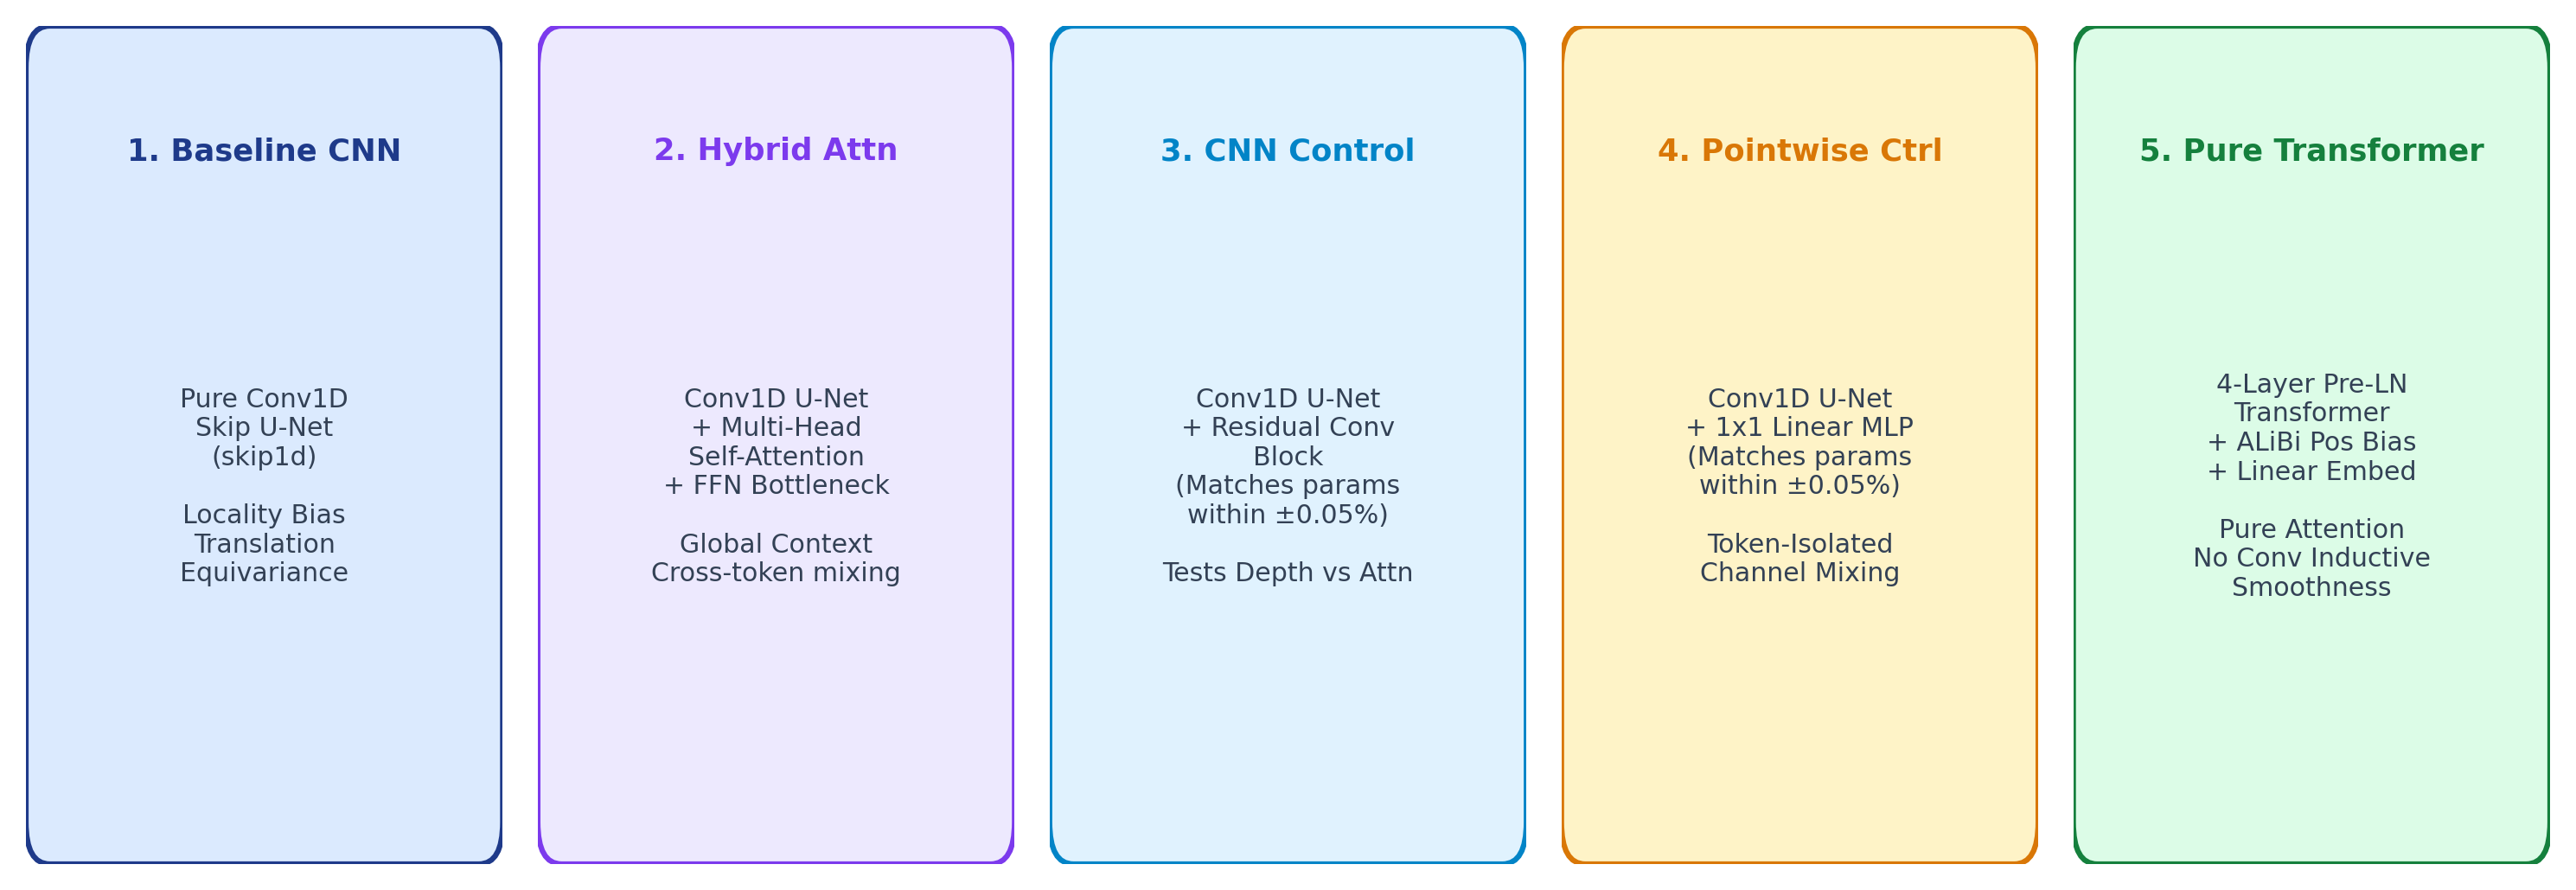 1. Baseline CNN
Pure Conv1D
Skip U-Net
(skip1d)
Locality Bias
Translation
Equivariance
2. Hybrid Attn
Conv1D U-Net
+ Multi-Head
Self-Attention
+ FFN Bottleneck
Global Context
Cross-token mixing
3. CNN Control
Conv1D U-Net
+ Residual Conv
Block
(Matches params
within ±0.05%)
Tests Depth vs Attn
4. Pointwise Ctrl
Conv1D U-Net
+ 1x1 Linear MLP
(Matches params
within ±0.05%)
Token-Isolated
Channel Mixing
5. Pure Transformer
4-Layer Pre-LN
Transformer
+ ALiBi Pos Bias
+ Linear Embed
Pure Attention
No Conv Inductive
Smoothness